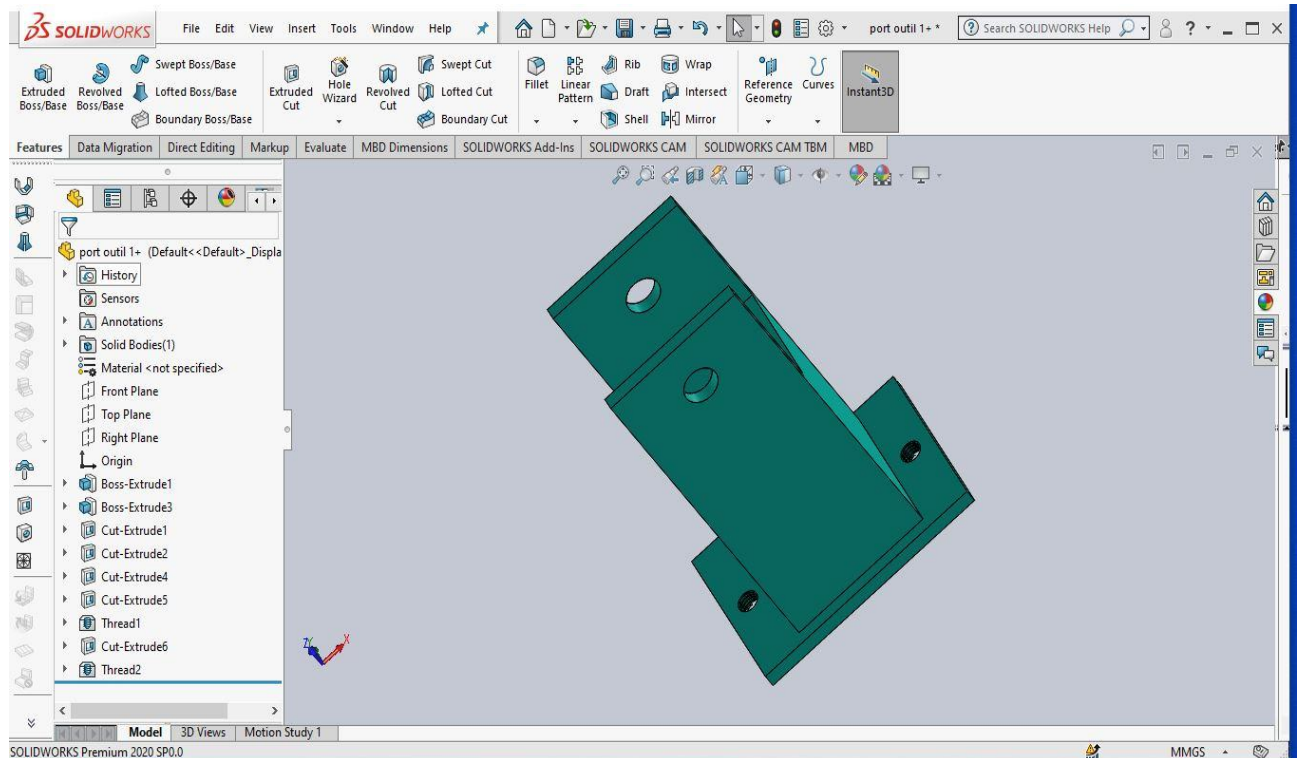 SOLIDWORKS File Edit View Insert Tools Window Help port outil 1+ * Search SOLIDWORKS Help ?
Extruded Boss/Base
Revolved Boss/Base
Swept Boss/Base
Lofted Boss/Base
Boundary Boss/Base
Extruded Cut
Hole Wizard
Revolved Cut
Swept Cut
Lofted Cut
Boundary Cut
Fillet
Linear Pattern
Rib
Draft
Shell
Wrap
Intersect
Mirror
Reference Geometry
Curves
Instant3D
Features Data Migration Direct Editing Markup Evaluate MBD Dimensions SOLIDWORKS Add-Ins SOLIDWORKS CAM SOLIDWORKS CAM TBM MBD
port outil 1+ (Default<<Default>_Displa
History
Sensors
Annotations
Solid Bodies(1)
Material <not specified>
Front Plane
Top Plane
Right Plane
Origin
Boss-Extrude1
Boss-Extrude3
Cut-Extrude1
Cut-Extrude2
Cut-Extrude4
Cut-Extrude5
Thread1
Cut-Extrude6
Thread2
Z Y X
Model 3D Views Motion Study 1
SOLIDWORKS Premium 2020 SP0.0 MMGS